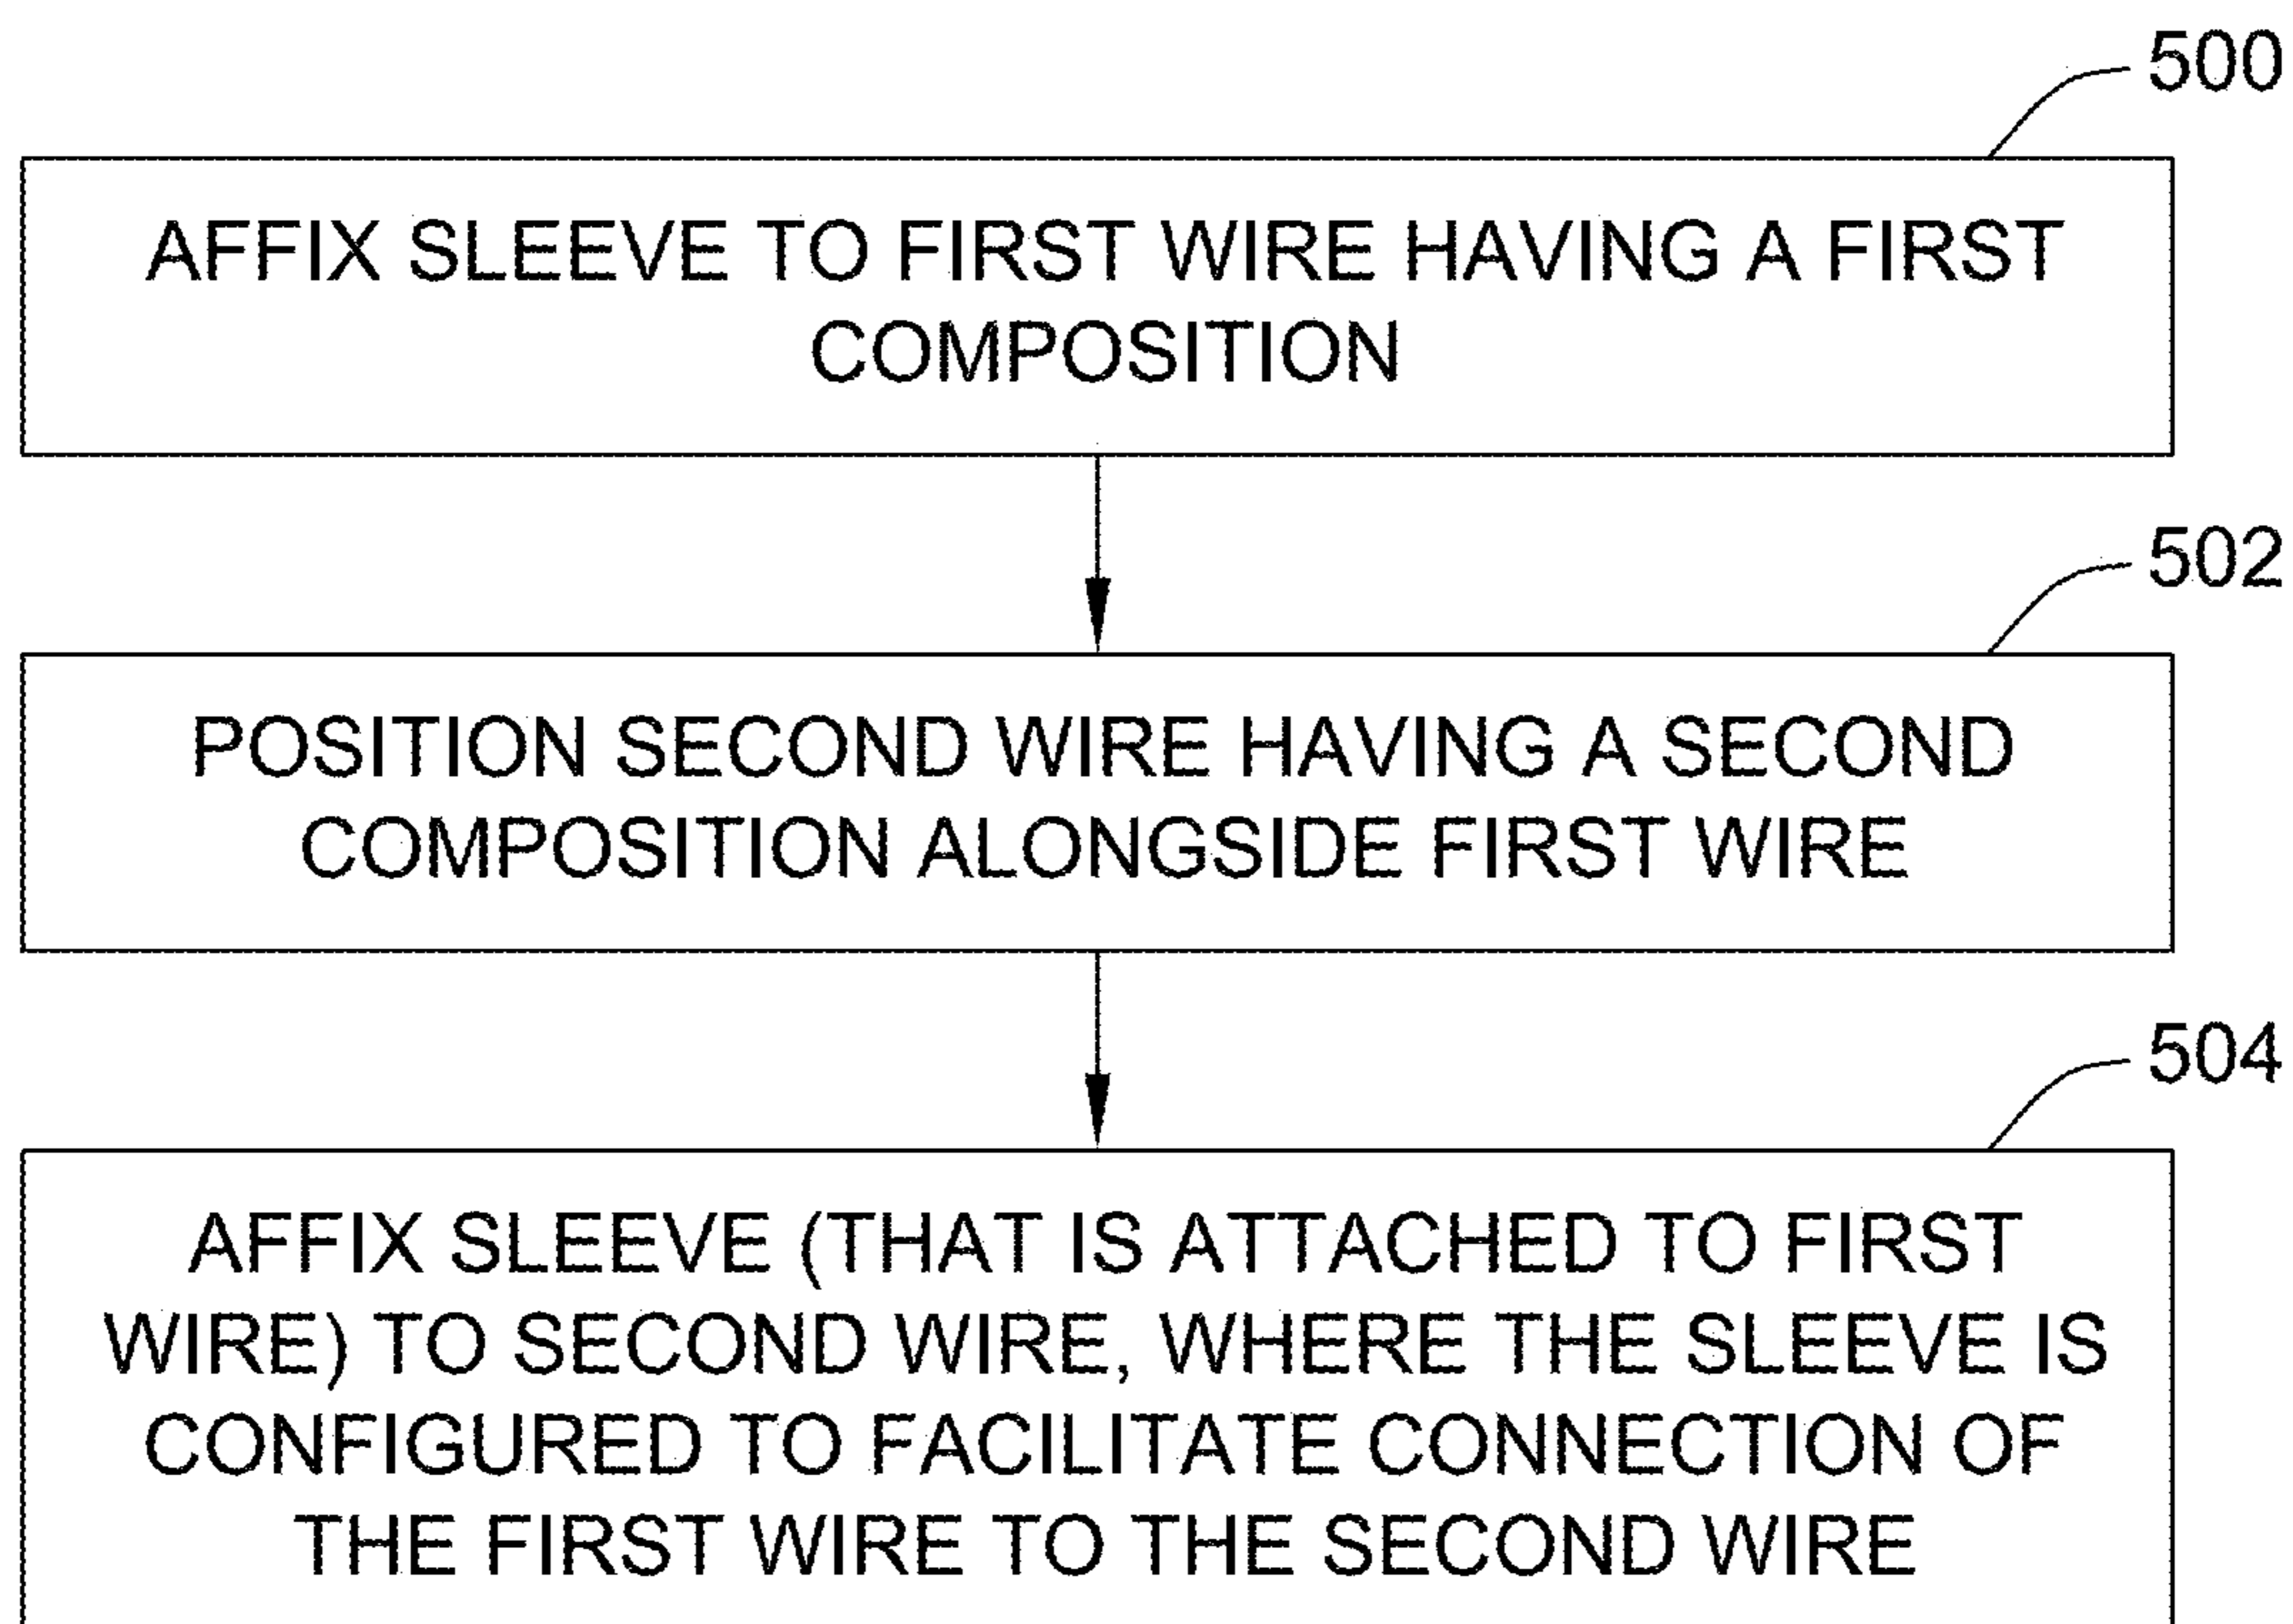 500
AFFIX SLEEVE TO FIRST WIRE HAVING A FIRST
COMPOSITION
502
POSITION SECOND WIRE HAVING A SECOND
COMPOSITION ALONGSIDE FIRST WIRE
504
AFFIX SLEEVE (THAT IS ATTACHED TO FIRST
WIRE) TO SECOND WIRE, WHERE THE SLEEVE IS
CONFIGURED TO FACILITATE CONNECTION OF
THE FIRST WIRE TO THE SECOND WIRE